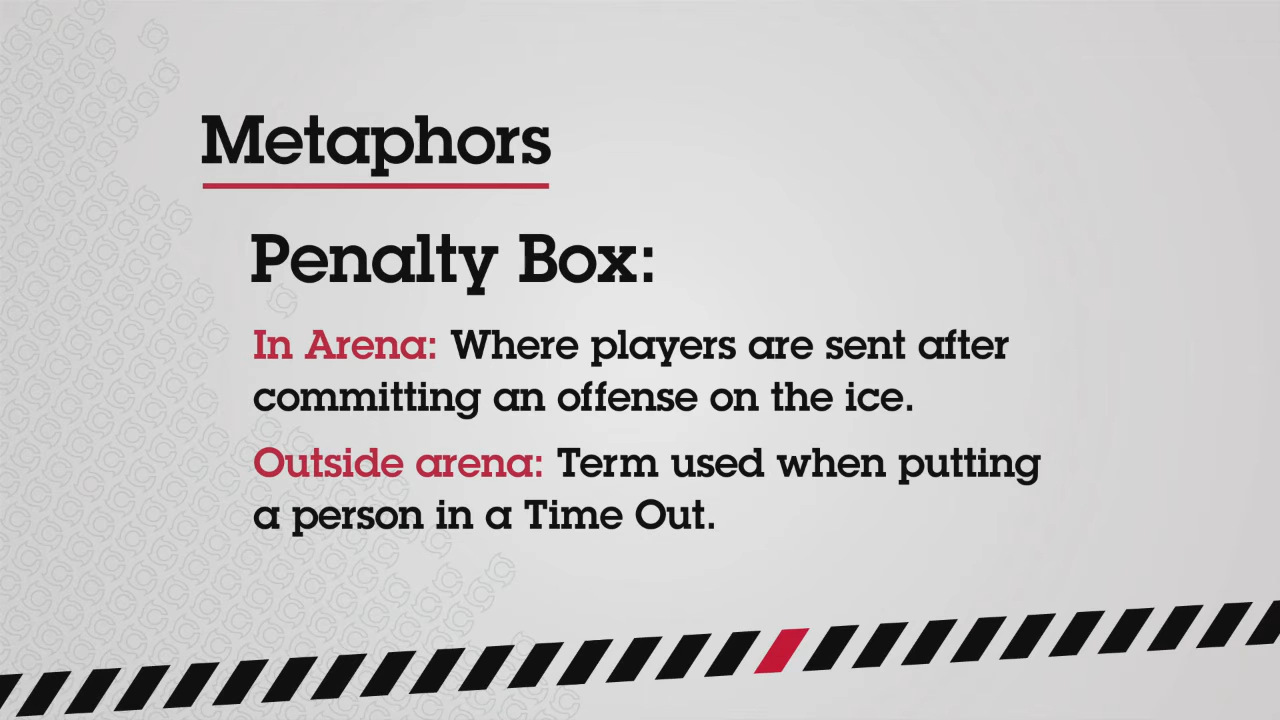 Metaphors
Penalty Box:
In Arena: Where players are sent after
committing an offense on the ice.
Outside arena: Term used when putting
a person in a Time Out.